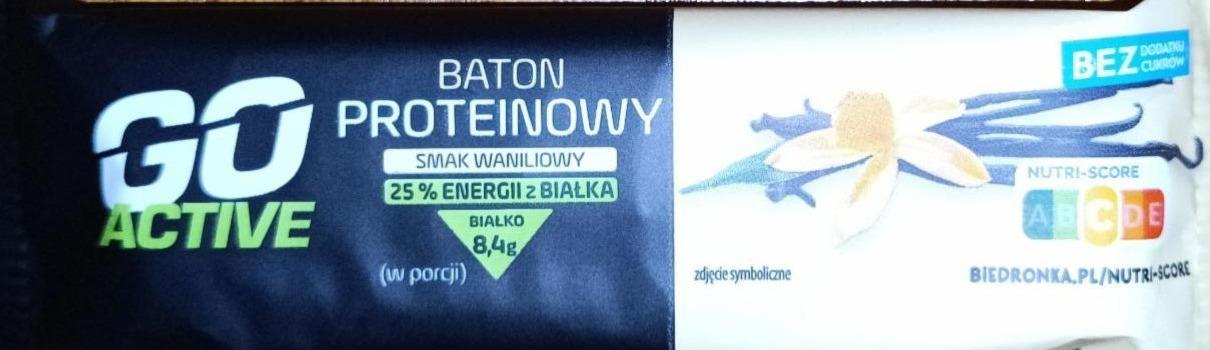 GO
ACTIVE
BATON
PROTEINOWY
SMAK WANILIOWY
25 % ENERGII z BIAŁKA
BIAŁKO
8,4g
(w porcji)
BEZ DODATKU
CUKRÓW
NUTRI-SCORE
A B C D E
zdjęcie symboliczne
BIEDRONKA.PL/NUTRI-SCORE